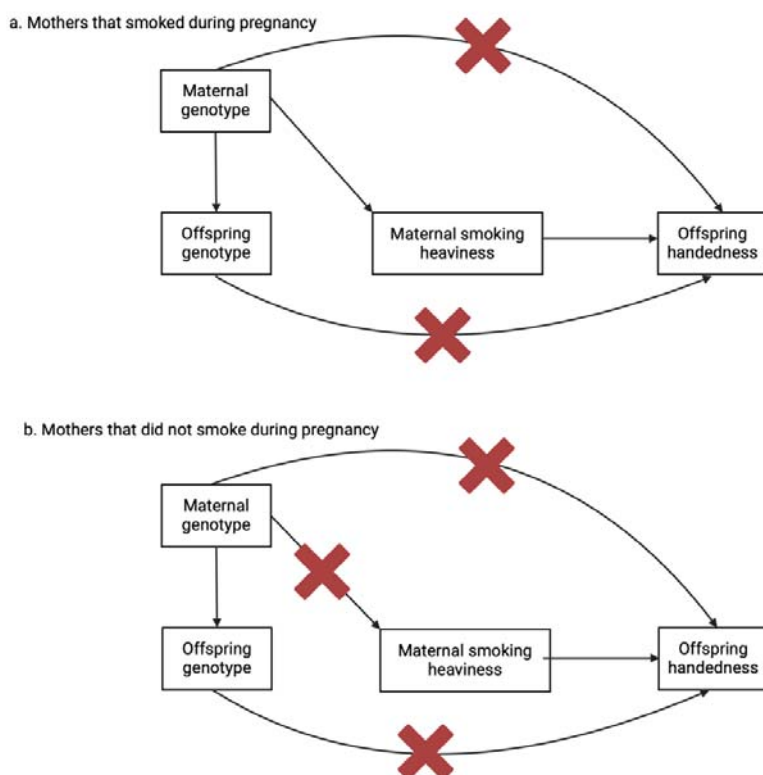 a. Mothers that smoked during pregnancy
Maternal
genotype
Offspring
genotype
Maternal smoking
heaviness
Offspring
handedness
b. Mothers that did not smoke during pregnancy
Maternal
genotype
Offspring
genotype
Maternal smoking
heaviness
Offspring
handedness